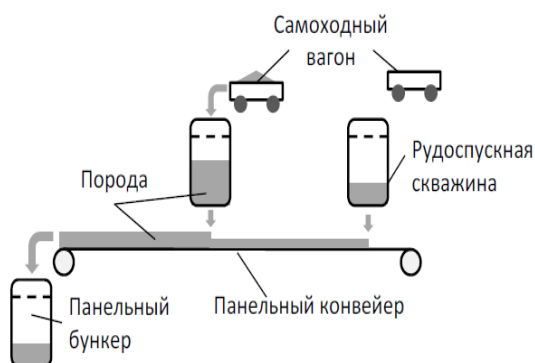 Самоходный
вагон
Рудоспускная
скважина
Порода
Панельный
бункер
Панельный конвейер